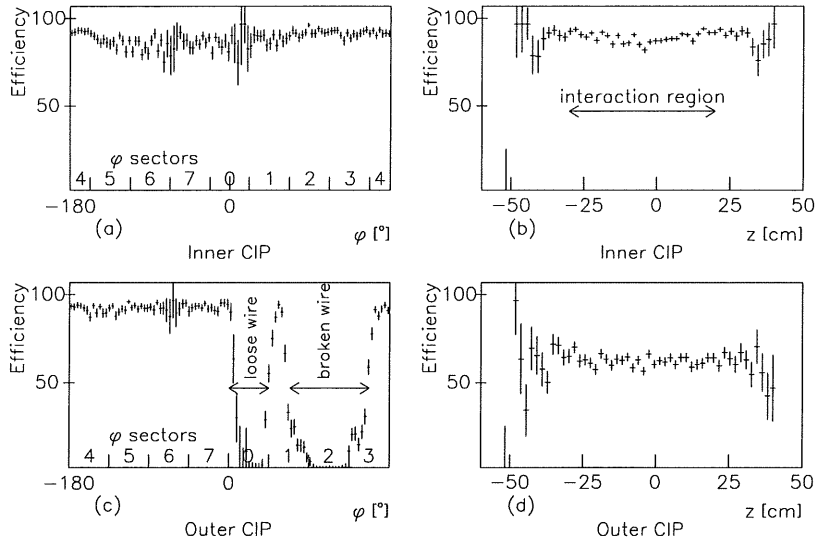 Efficiency
100
50
φ sectors
4 5 6 7 0 1 2 3 4
−180 0
(a) φ [°]
Inner CIP
Efficiency
100
50
interaction region
−50 −25 0 25 50
(b) z [cm]
Inner CIP
Efficiency
100
50
loose wire
broken wire
φ sectors
4 5 6 7 0 1 2 3
−180 0
(c) φ [°]
Outer CIP
Efficiency
100
50
−50 −25 0 25 50
(d) z [cm]
Outer CIP